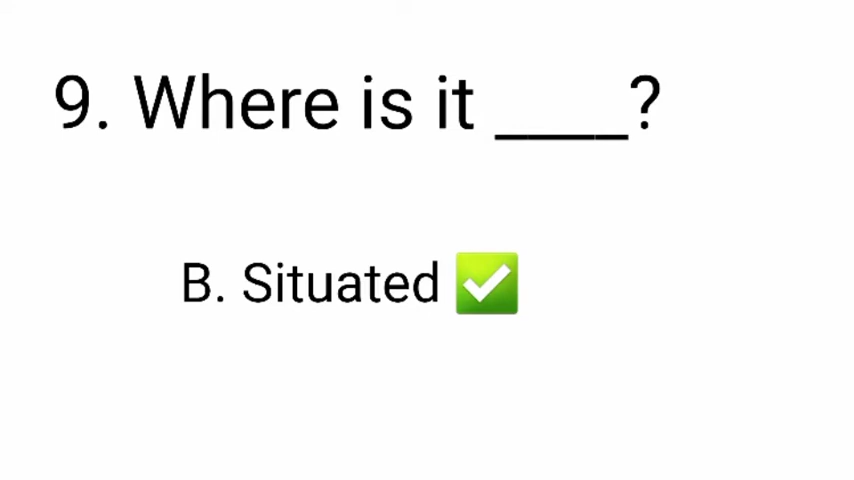 9. Where is it ____?
B. Situated ✅